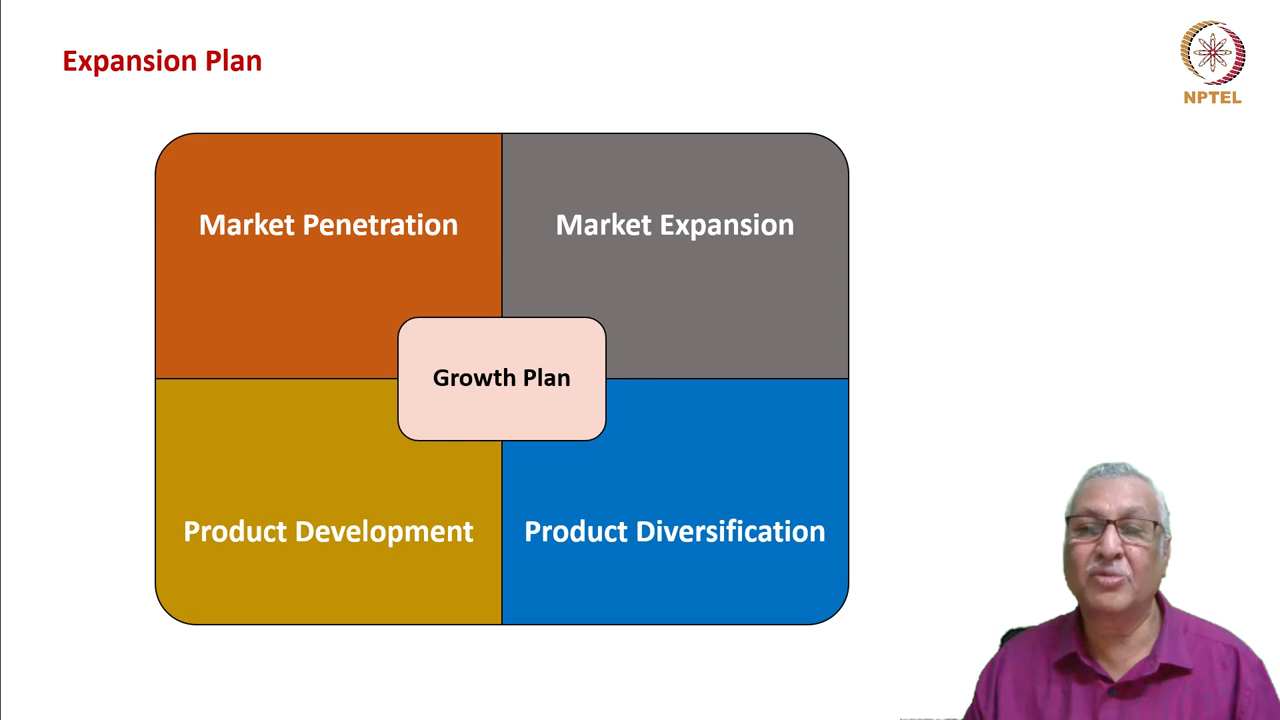 Expansion Plan
NPTEL
Market Penetration
Market Expansion
Growth Plan
Product Development
Product Diversification